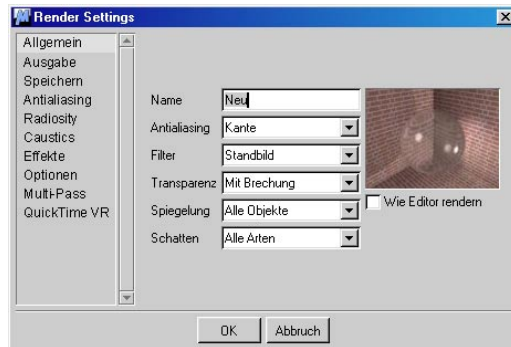 Render Settings
Allgemein
Ausgabe
Speichern
Antialiasing
Radiosity
Caustics
Effekte
Optionen
Multi-Pass
QuickTime VR
Name Neu
Antialiasing Kante
Filter Standbild
Transparenz Mit Brechung
Spiegelung Alle Objekte
Schatten Alle Arten
Wie Editor rendern
OK Abbruch